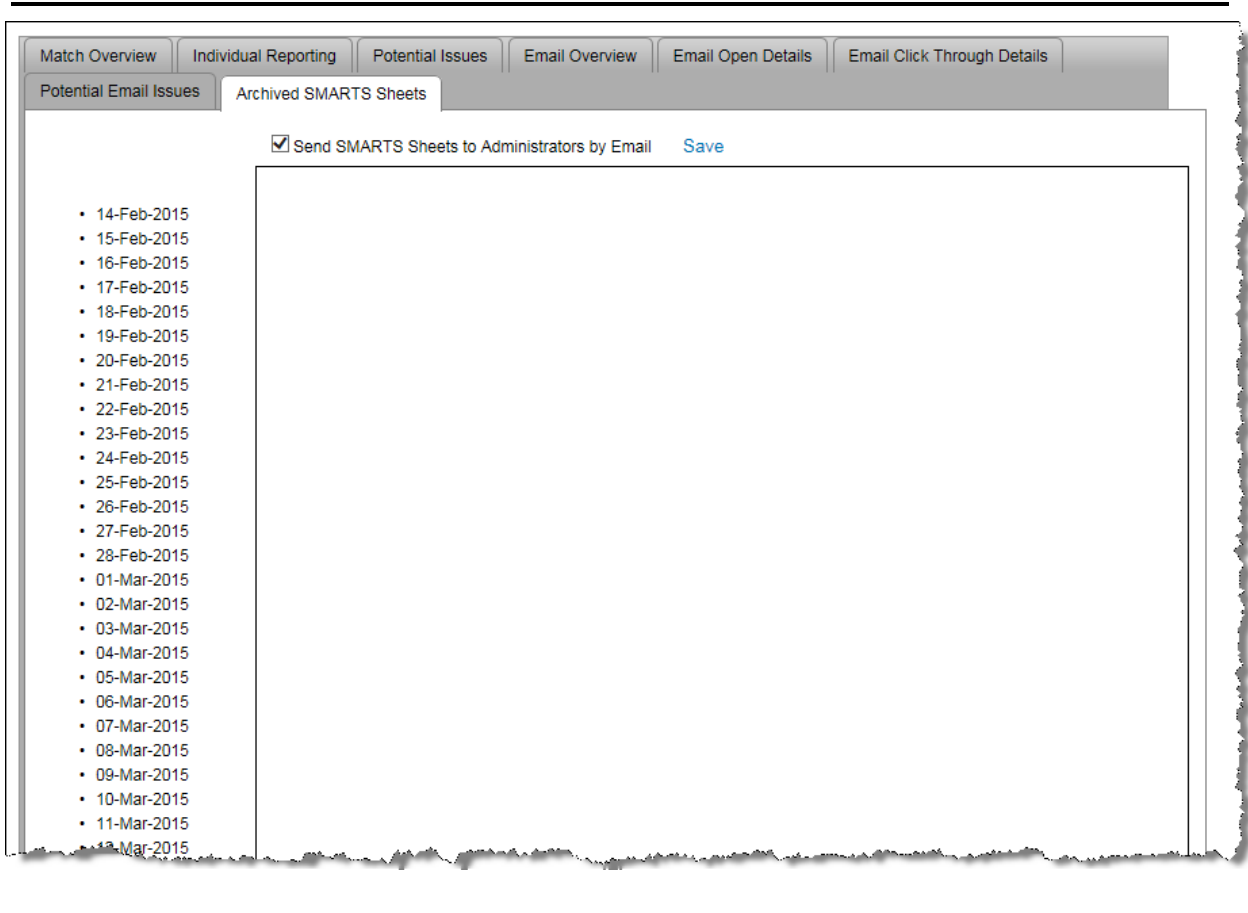 Match Overview Individual Reporting Potential Issues Email Overview Email Open Details Email Click Through Details
Potential Email Issues Archived SMARTS Sheets
Send SMARTS Sheets to Administrators by Email Save
• 14-Feb-2015
• 15-Feb-2015
• 16-Feb-2015
• 17-Feb-2015
• 18-Feb-2015
• 19-Feb-2015
• 20-Feb-2015
• 21-Feb-2015
• 22-Feb-2015
• 23-Feb-2015
• 24-Feb-2015
• 25-Feb-2015
• 26-Feb-2015
• 27-Feb-2015
• 28-Feb-2015
• 01-Mar-2015
• 02-Mar-2015
• 03-Mar-2015
• 04-Mar-2015
• 05-Mar-2015
• 06-Mar-2015
• 07-Mar-2015
• 08-Mar-2015
• 09-Mar-2015
• 10-Mar-2015
• 11-Mar-2015
• 12-Mar-2015